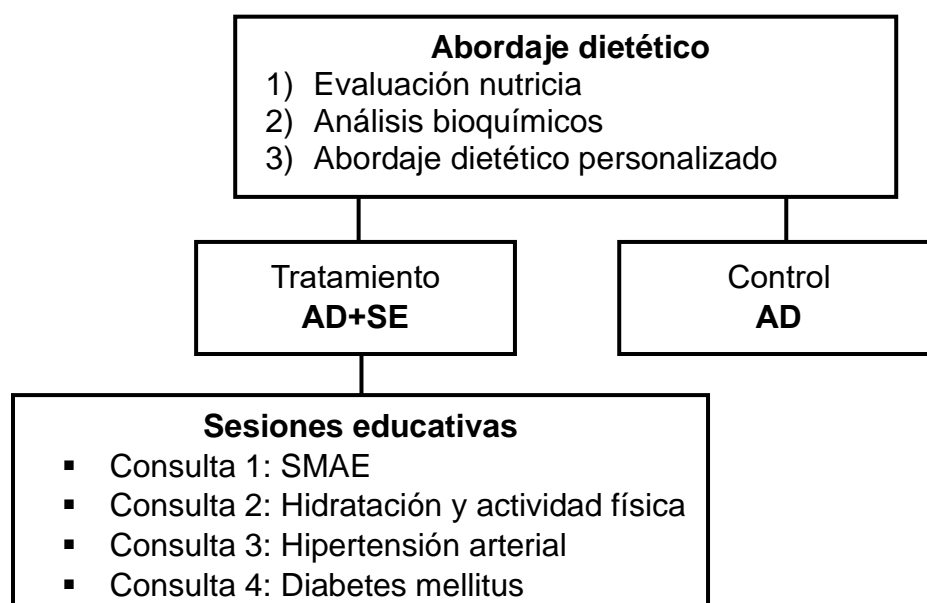 Abordaje dietético
1) Evaluación nutricia
2) Análisis bioquímicos
3) Abordaje dietético personalizado
Tratamiento
AD+SE
Control
AD
Sesiones educativas
▪ Consulta 1: SMAE
▪ Consulta 2: Hidratación y actividad física
▪ Consulta 3: Hipertensión arterial
▪ Consulta 4: Diabetes mellitus